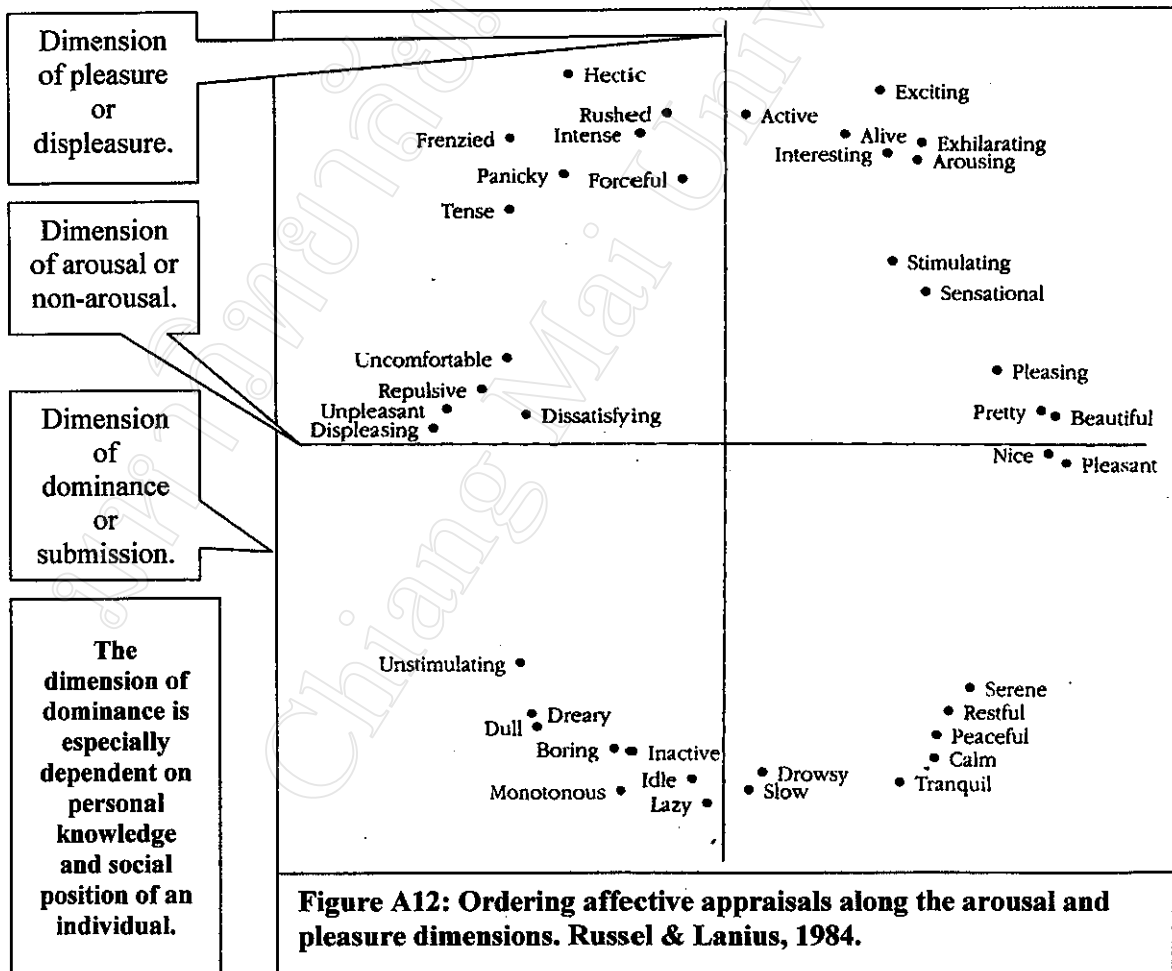 Dimension
of pleasure
or
displeasure.
Dimension
of arousal or
non-arousal.
Dimension
of
dominance
or
submission.
The
dimension of
dominance is
especially
dependent on
personal
knowledge
and social
position of an
individual.
Hectic
Exciting
Rushed
Active
Intense
Frenzied
Alive
Exhilarating
Interesting
Arousing
Panicky
Forceful
Tense
Stimulating
Sensational
Uncomfortable
Pleasing
Repulsive
Unpleasant
Dissatisfying
Pretty
Beautiful
Displeasing
Nice
Pleasant
Unstimulating
Serene
Dreary
Restful
Dull
Peaceful
Boring
Inactive
Calm
Idle
Drowsy
Tranquil
Monotonous
Slow
Lazy
Figure A12: Ordering affective appraisals along the arousal and
pleasure dimensions. Russel & Lanius, 1984.
Chiang Mai Univ